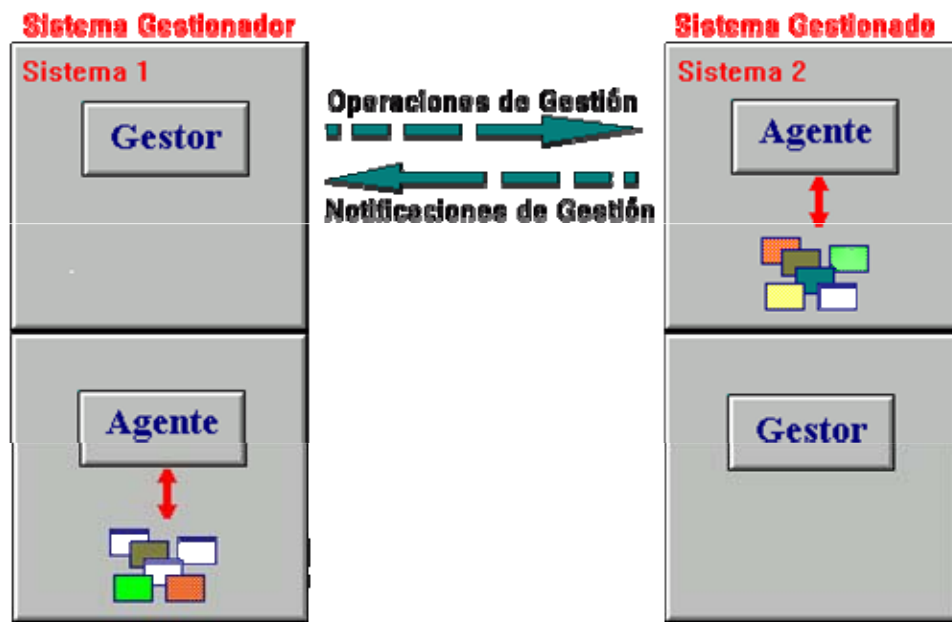 Sistema Gestionador
Sistema Gestionado
Sistema 1
Sistema 2
Gestor
Operaciones de Gestión
Agente
Notificaciones de Gestión
Agente
Gestor